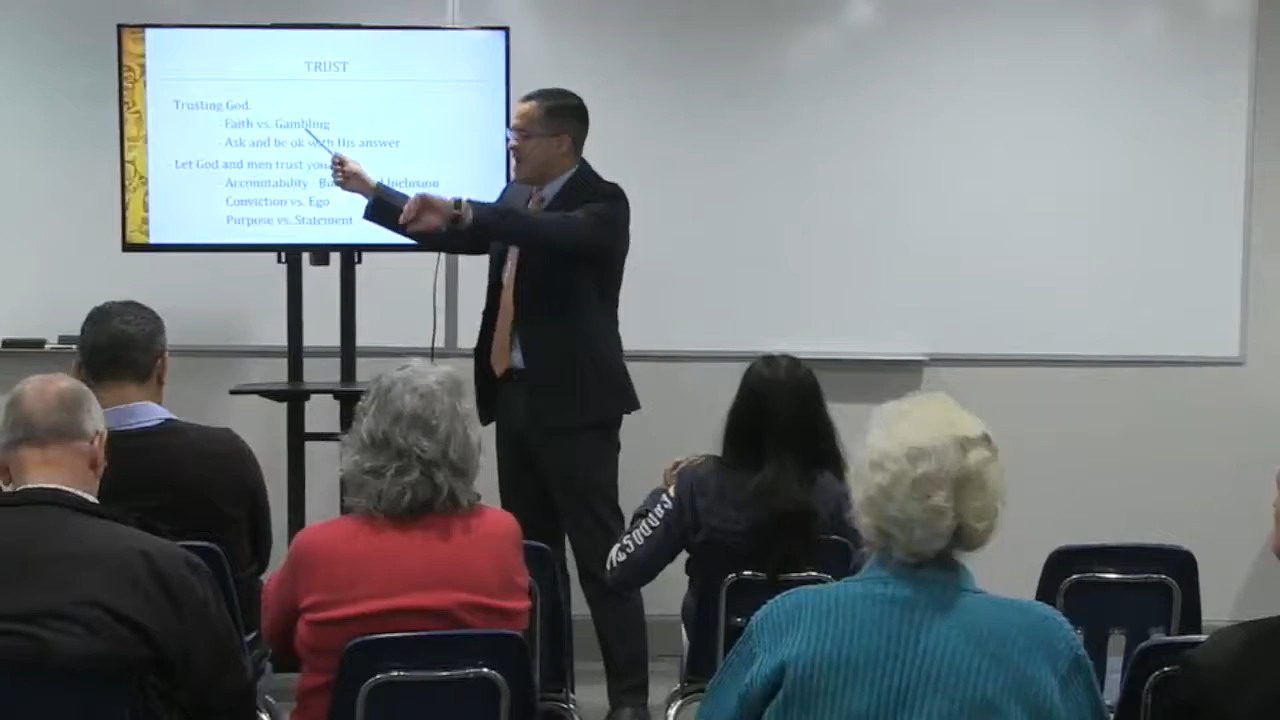 TRUST
Trusting God:
- Faith vs. Gambling
- Ask and be ok with His answer
- Let God and men trust you
- Accountability - Inclusion
- Conviction vs. Ego
- Purpose vs. Statement